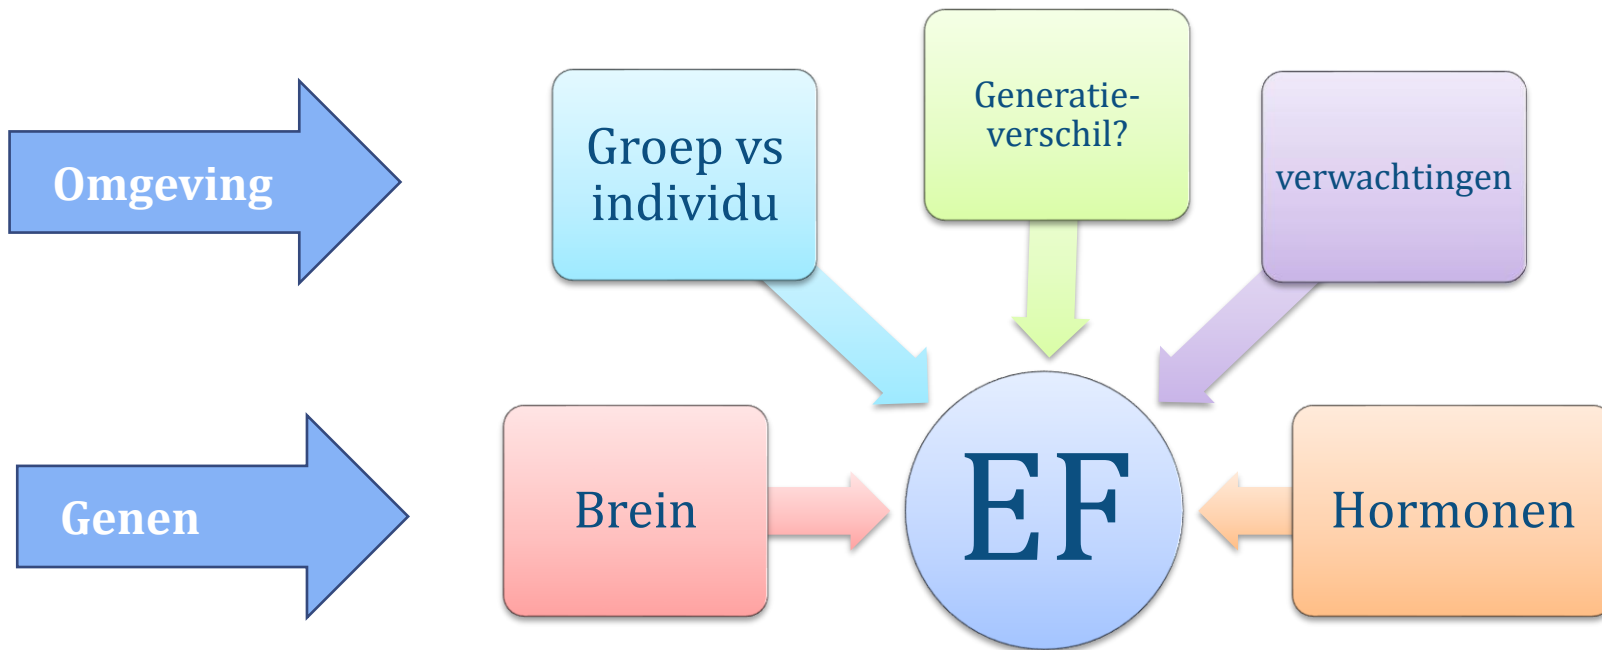 Omgeving
Groep vs
individu
Generatie-
verschil?
verwachtingen
Genen
Brein
EF
Hormonen